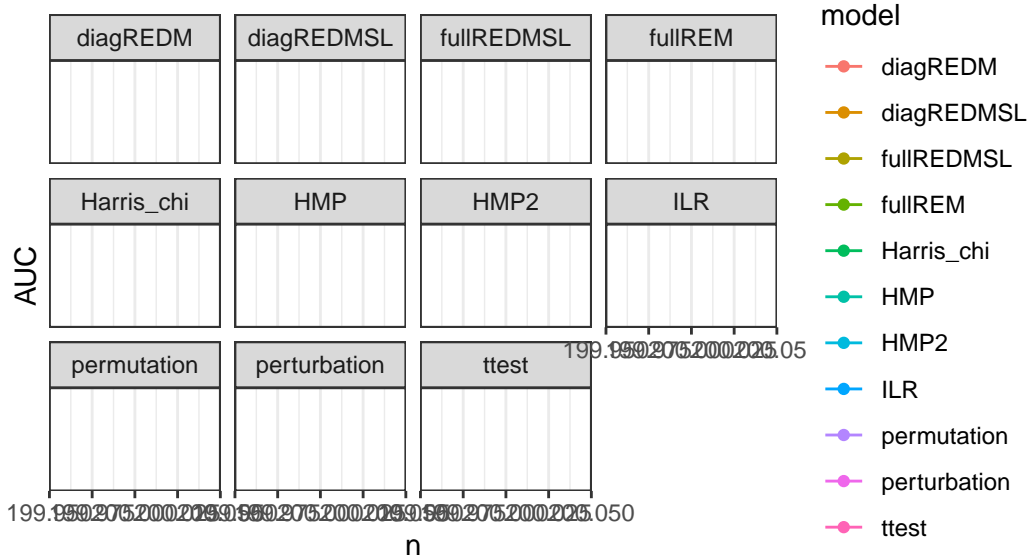 diagREDM diagREDMSL fullREDMSL fullREM
Harris_chi HMP HMP2 ILR
permutation perturbation ttest
AUC
n
model
diagREDM
diagREDMSL
fullREDMSL
fullREM
Harris_chi
HMP
HMP2
ILR
permutation
perturbation
ttest